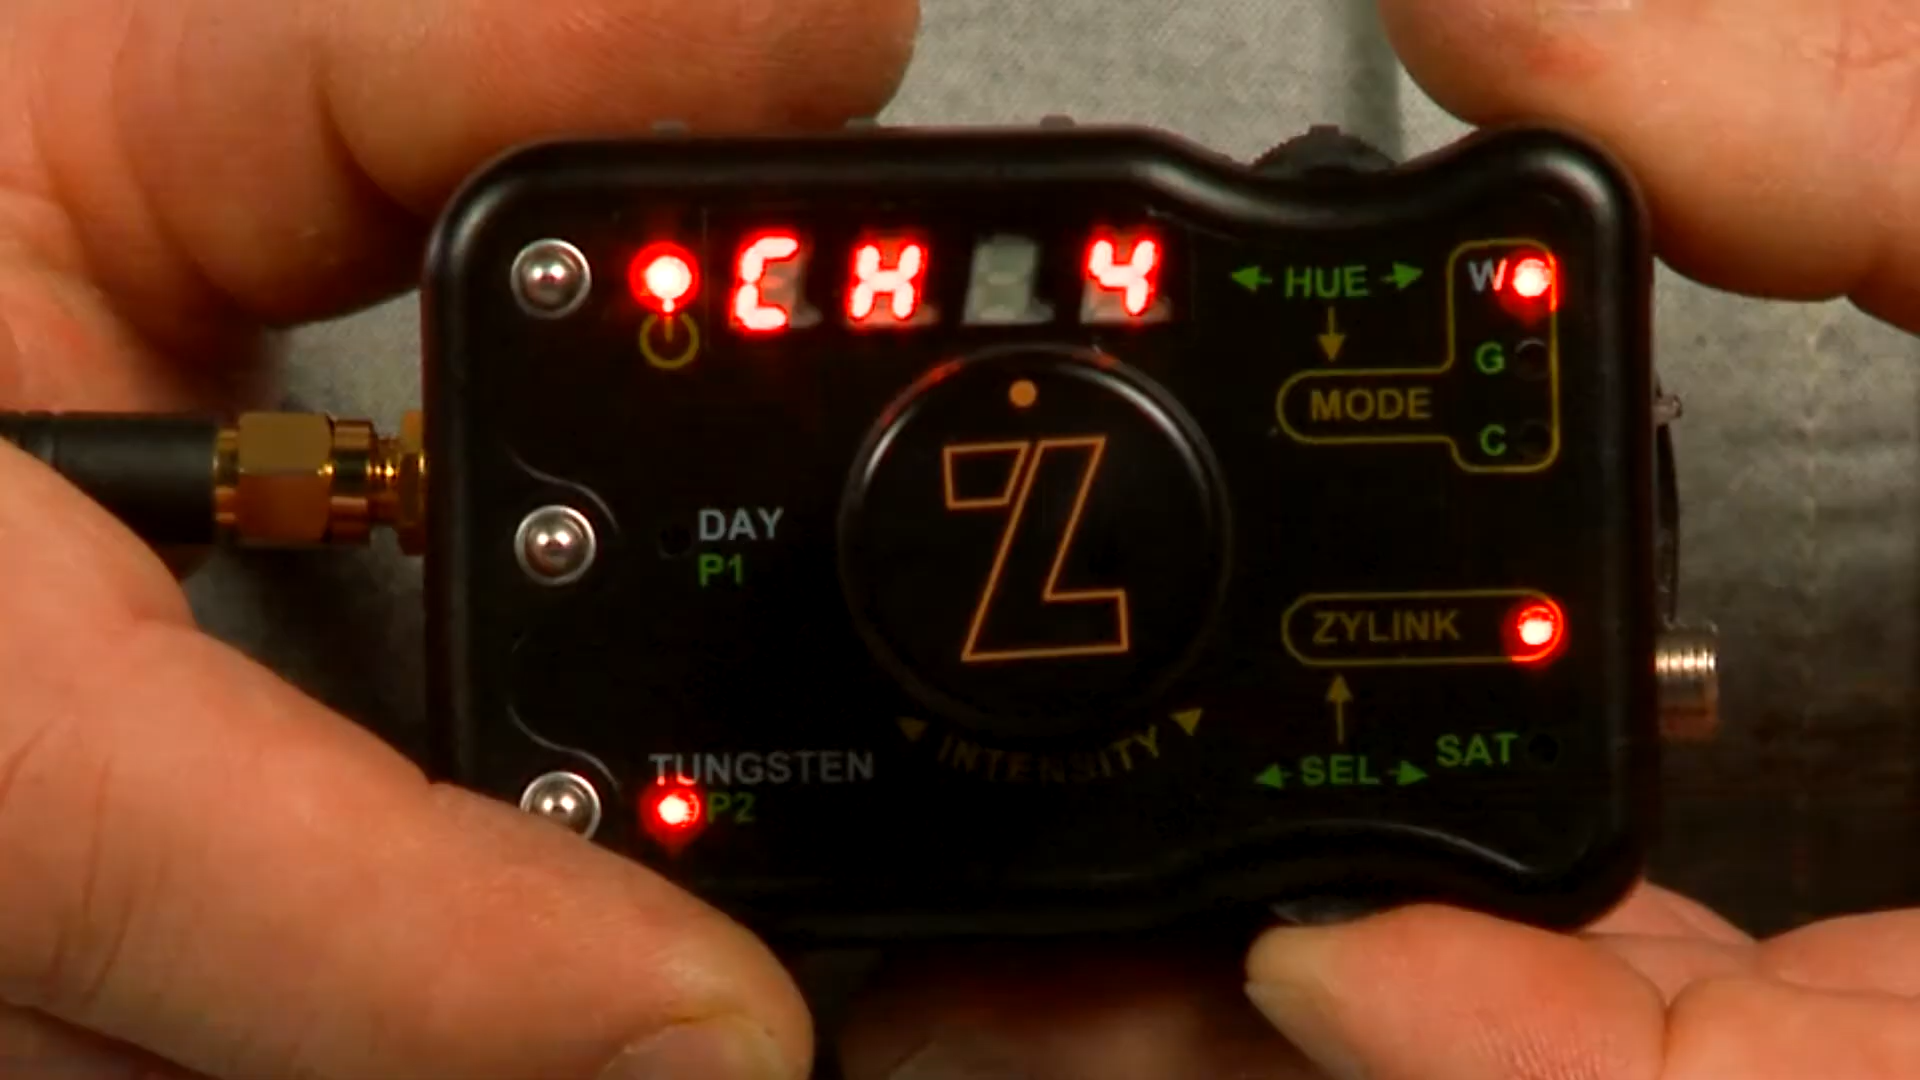 CH 4
HUE
W
G
MODE
C
DAY
P1
Z
ZYLINK
INTENSITY
TUNGSTEN
P2
SEL
SAT